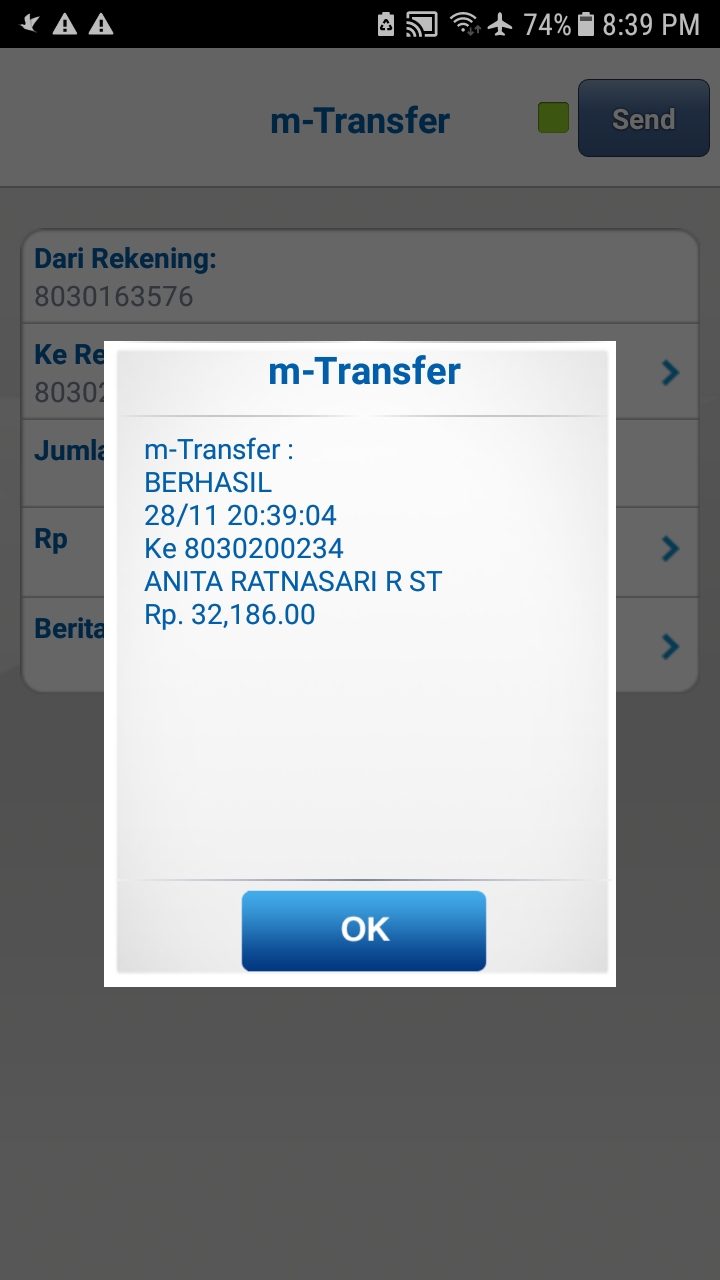 74% 8:39 PM
m-Transfer
Send
Dari Rekening:
8030163576
Ke Re
8030
Jumla
Rp
Berita
m-Transfer
m-Transfer :
BERHASIL
28/11 20:39:04
Ke 8030200234
ANITA RATNASARI R ST
Rp. 32,186.00
OK